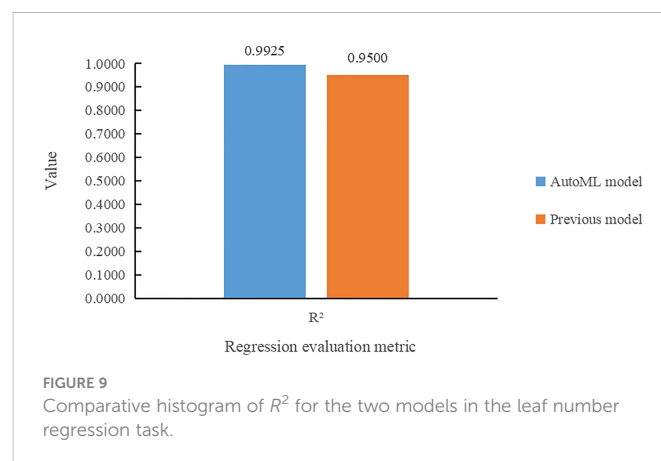 0.9925
0.9500
1.0000
0.9000
0.8000
0.7000
0.6000
0.5000
0.4000
0.3000
0.2000
0.1000
0.0000
Value
AutoML model
Previous model
R²
Regression evaluation metric
FIGURE 9
Comparative histogram of R² for the two models in the leaf number
regression task.